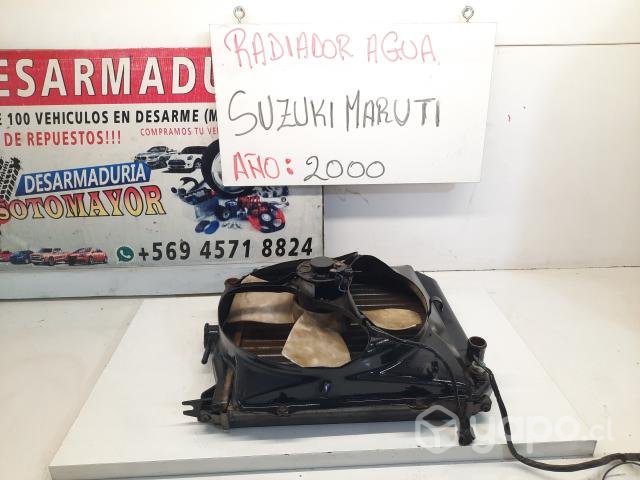 RADIADOR AGUA
SUZUKI MARUTI
AÑO: 2000
DESARMADU
E 100 VEHICULOS EN DESARME (M
DE REPUESTOS!!!
COMPRAMOS TU VE
DESARMADURIA
SOTOMAYOR
+569 4571 8824
yapo.cl